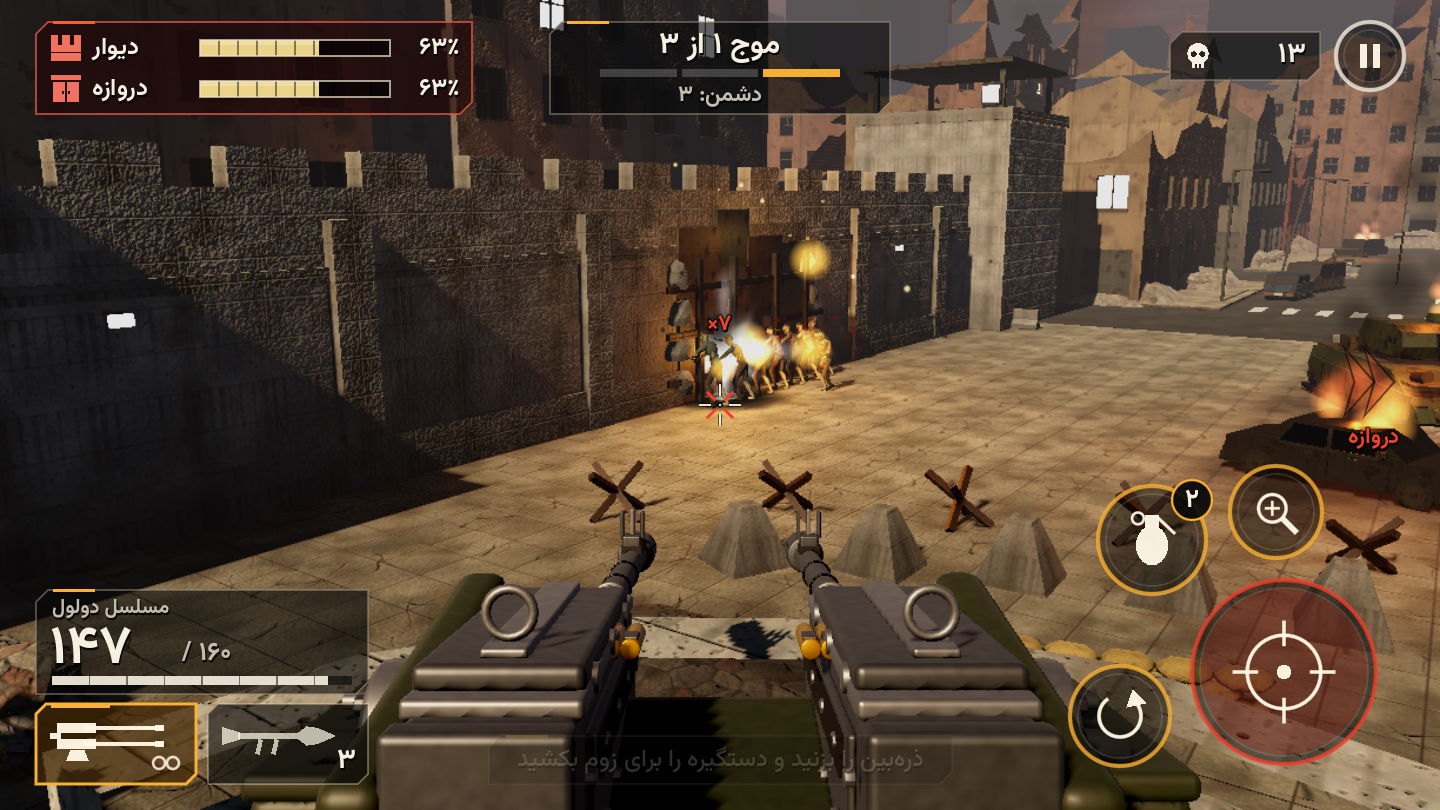 دیوار ۶۳٪
دروازه ۶۳٪
موج ۱ از ۳
دشمن: ۳
۱۳
×۷
دروازه
۲
مسلسل دولول
۱۴۷ / ۱۶۰
∞
۳
ذره‌بین را بزنید و دستگیره را برای زوم بکشید